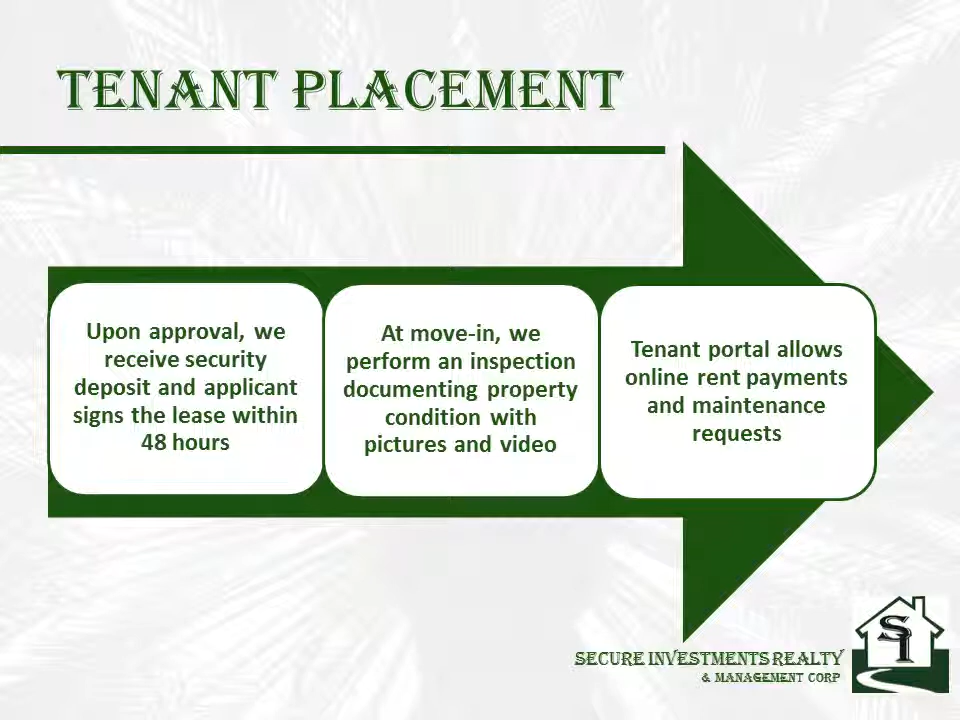 TENANT PLACEMENT
Upon approval, we
receive security
deposit and applicant
signs the lease within
48 hours
At move-in, we
perform an inspection
documenting property
condition with
pictures and video
Tenant portal allows
online rent payments
and maintenance
requests
SI
SECURE INVESTMENTS REALTY
& MANAGEMENT CORP